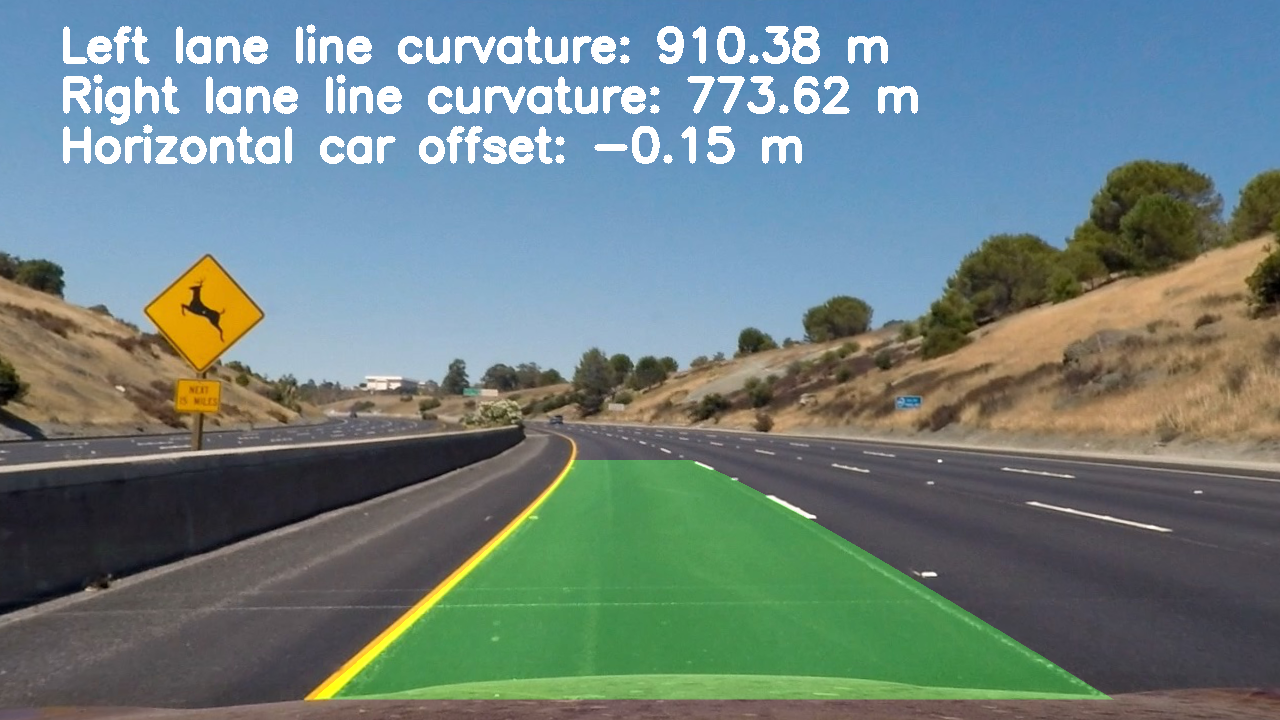 Left lane line curvature: 910.38 m
Right lane line curvature: 773.62 m
Horizontal car offset: -0.15 m
NEXT
15 MILES